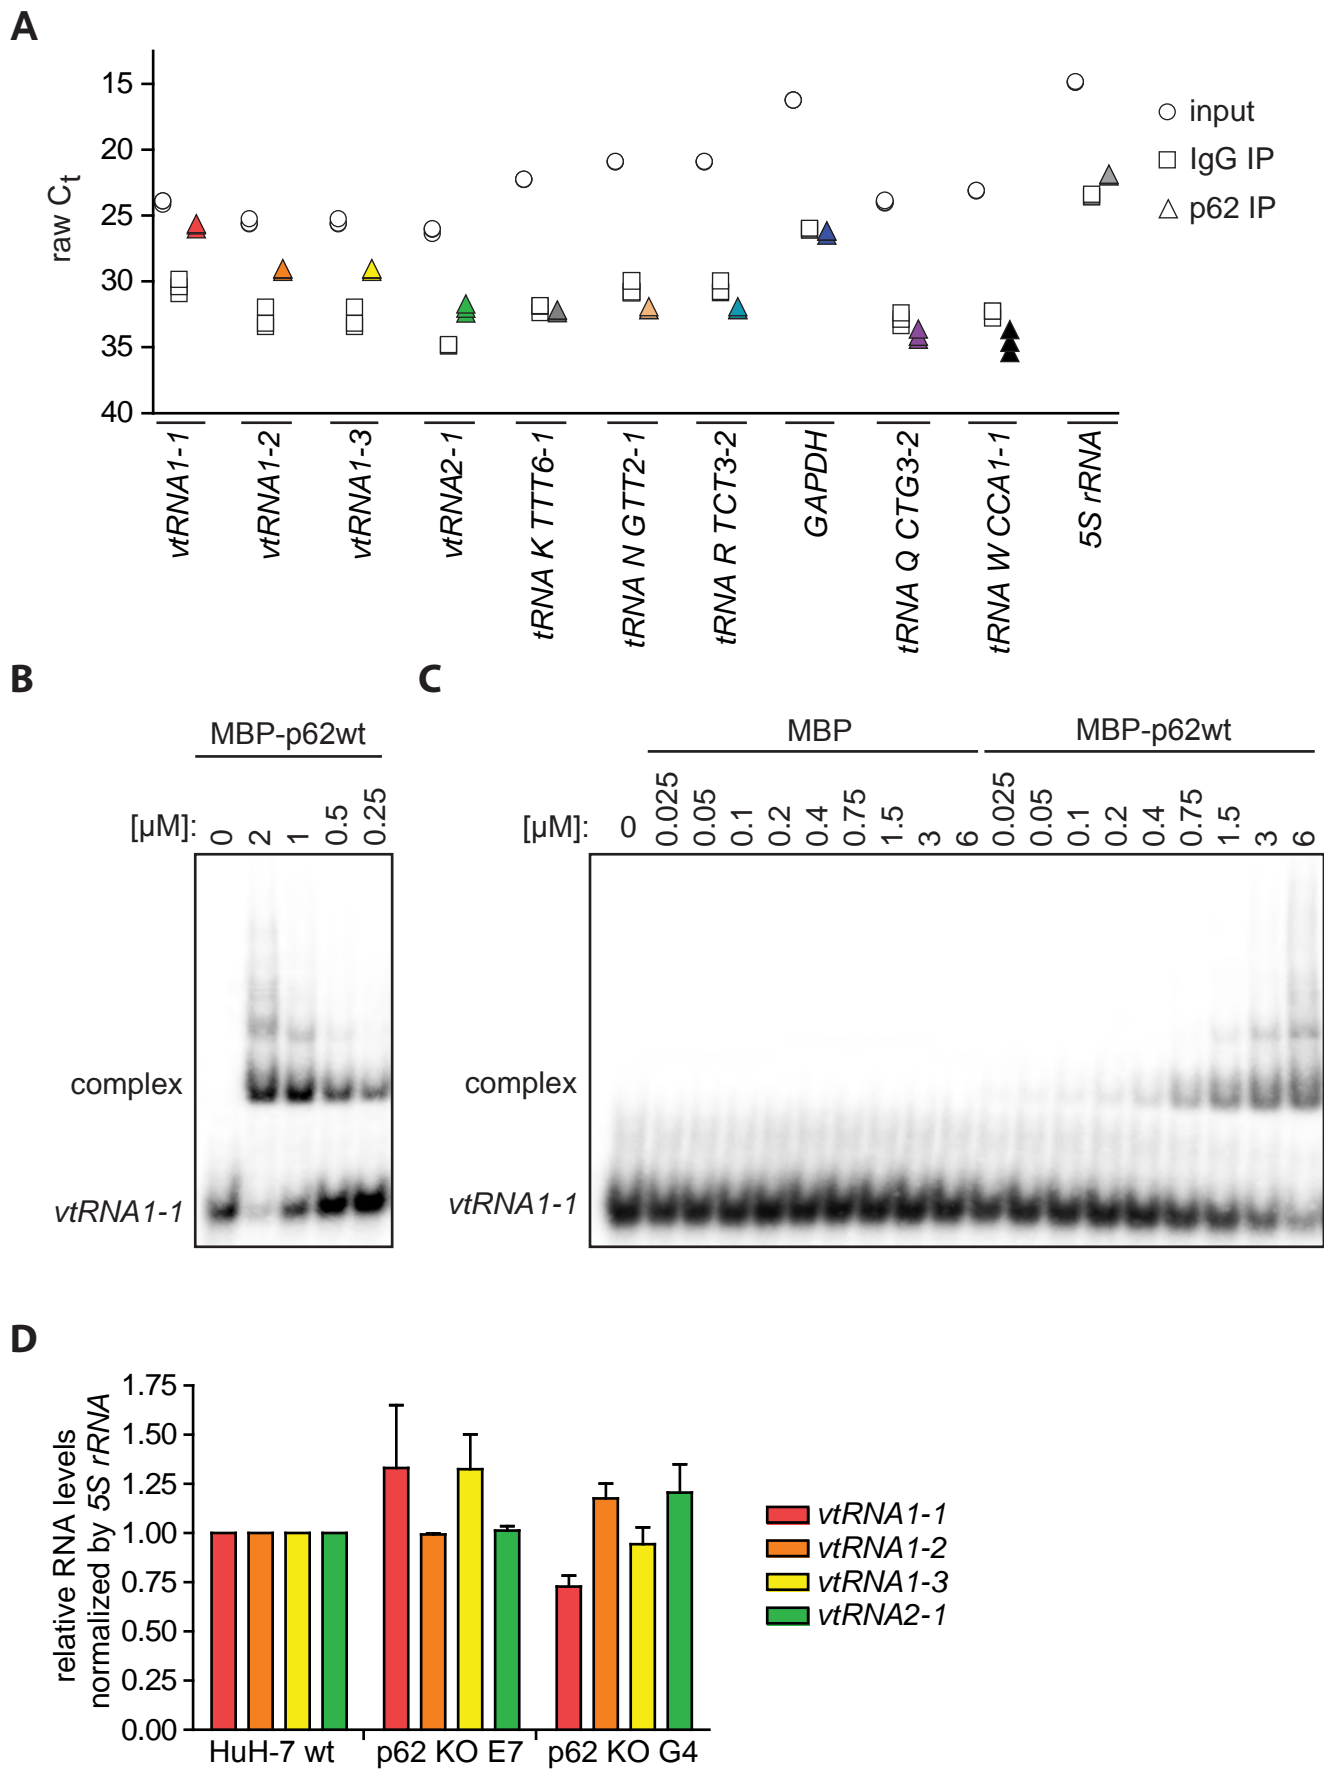 A
15
20
25
30
35
40
raw Ct
input
IgG IP
p62 IP
vtRNA1-1
vtRNA1-2
vtRNA1-3
vtRNA2-1
tRNA K TTT6-1
tRNA N GTT2-1
tRNA R TCT3-2
GAPDH
tRNA Q CTG3-2
tRNA W CCA1-1
5S rRNA
B
MBP-p62wt
[µM]: 0 2 1 0.5 0.25
complex
vtRNA1-1
C
MBP MBP-p62wt
[µM]: 0 0.025 0.05 0.1 0.2 0.4 0.75 1.5 3 6 0.025 0.05 0.1 0.2 0.4 0.75 1.5 3 6
complex
vtRNA1-1
D
relative RNA levels
normalized by 5S rRNA
1.75
1.50
1.25
1.00
0.75
0.50
0.25
0.00
HuH-7 wt p62 KO E7 p62 KO G4
vtRNA1-1
vtRNA1-2
vtRNA1-3
vtRNA2-1